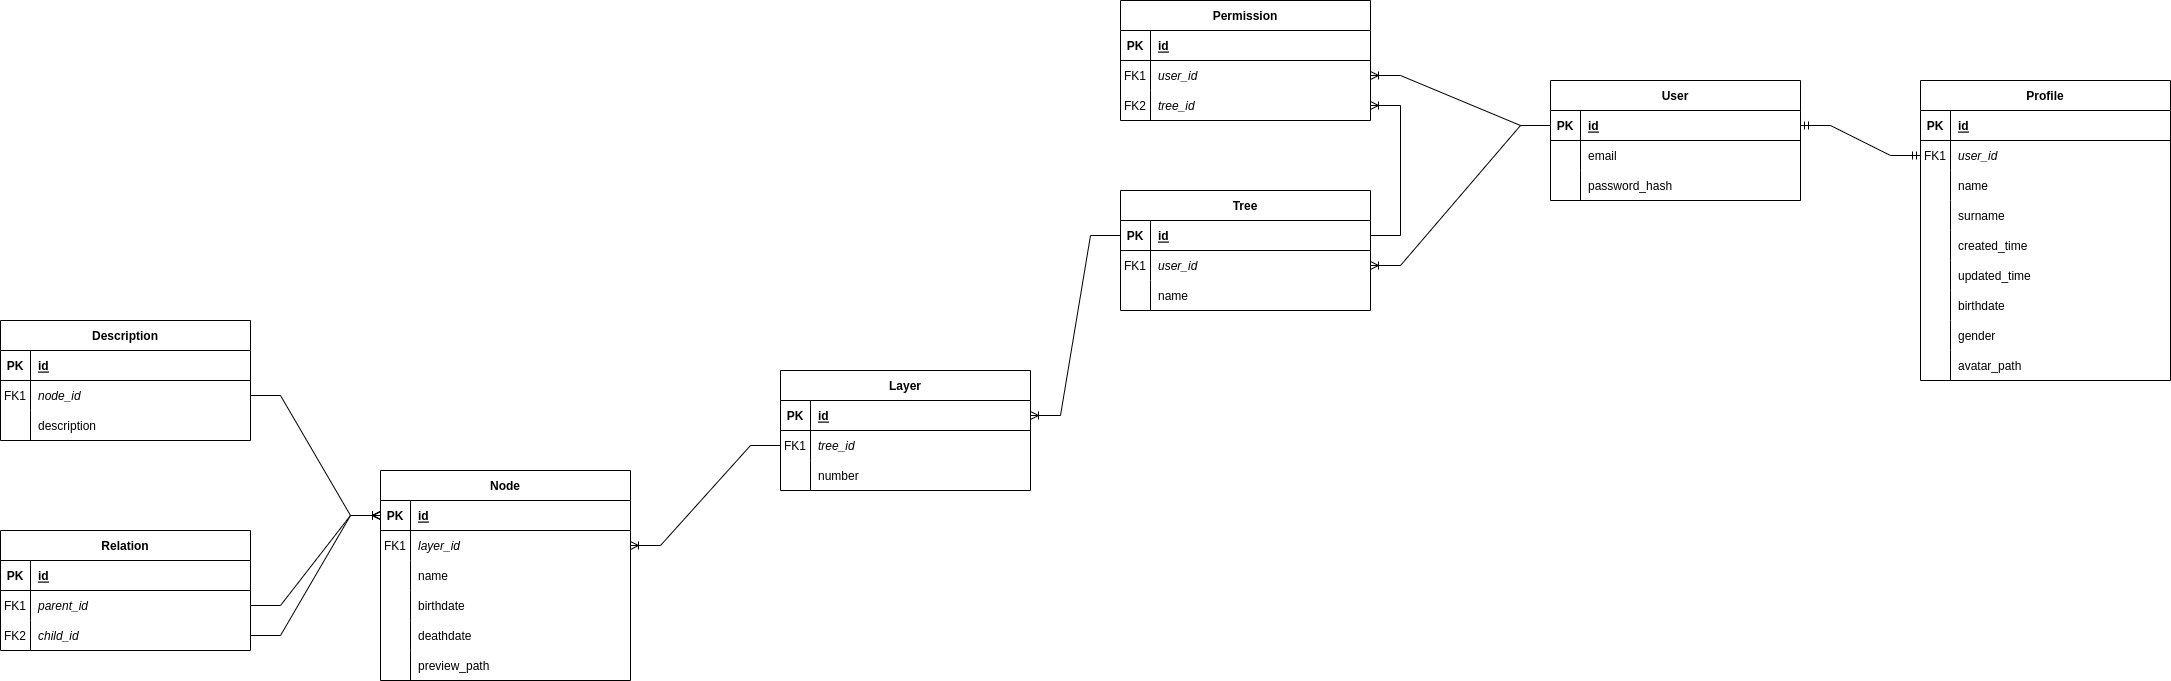 Permission
PK id
FK1 user_id
FK2 tree_id
User
PK id
email
password_hash
Profile
PK id
FK1 user_id
name
surname
created_time
updated_time
birthdate
gender
avatar_path
Tree
PK id
FK1 user_id
name
Description
PK id
FK1 node_id
description
Layer
PK id
FK1 tree_id
number
Node
PK id
FK1 layer_id
name
birthdate
deathdate
preview_path
Relation
PK id
FK1 parent_id
FK2 child_id